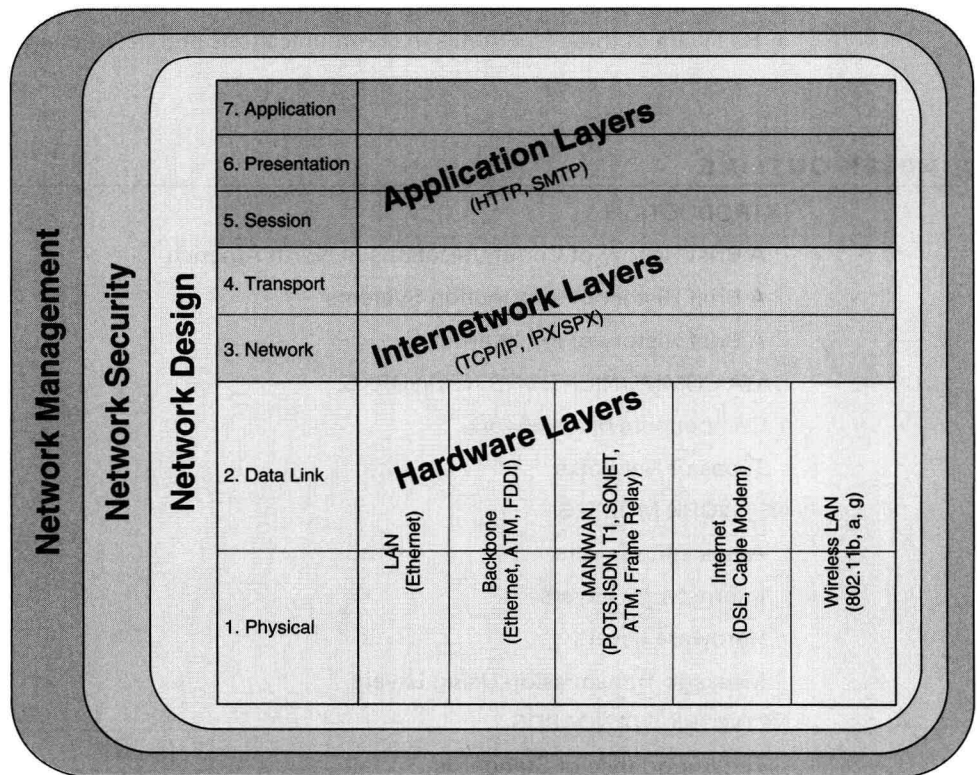 Network Management
Network Security
Network Design
7. Application
6. Presentation
5. Session
4. Transport
3. Network
2. Data Link
1. Physical
Application Layers
(HTTP, SMTP)
Internetwork Layers
(TCP/IP, IPX/SPX)
Hardware Layers
LAN
(Ethernet)
Backbone
(Ethernet, ATM, FDDI)
MAN/WAN
(POTS.ISDN, T1, SONET,
ATM, Frame Relay)
Internet
(DSL, Cable Modem)
Wireless LAN
(802.11b, a, g)